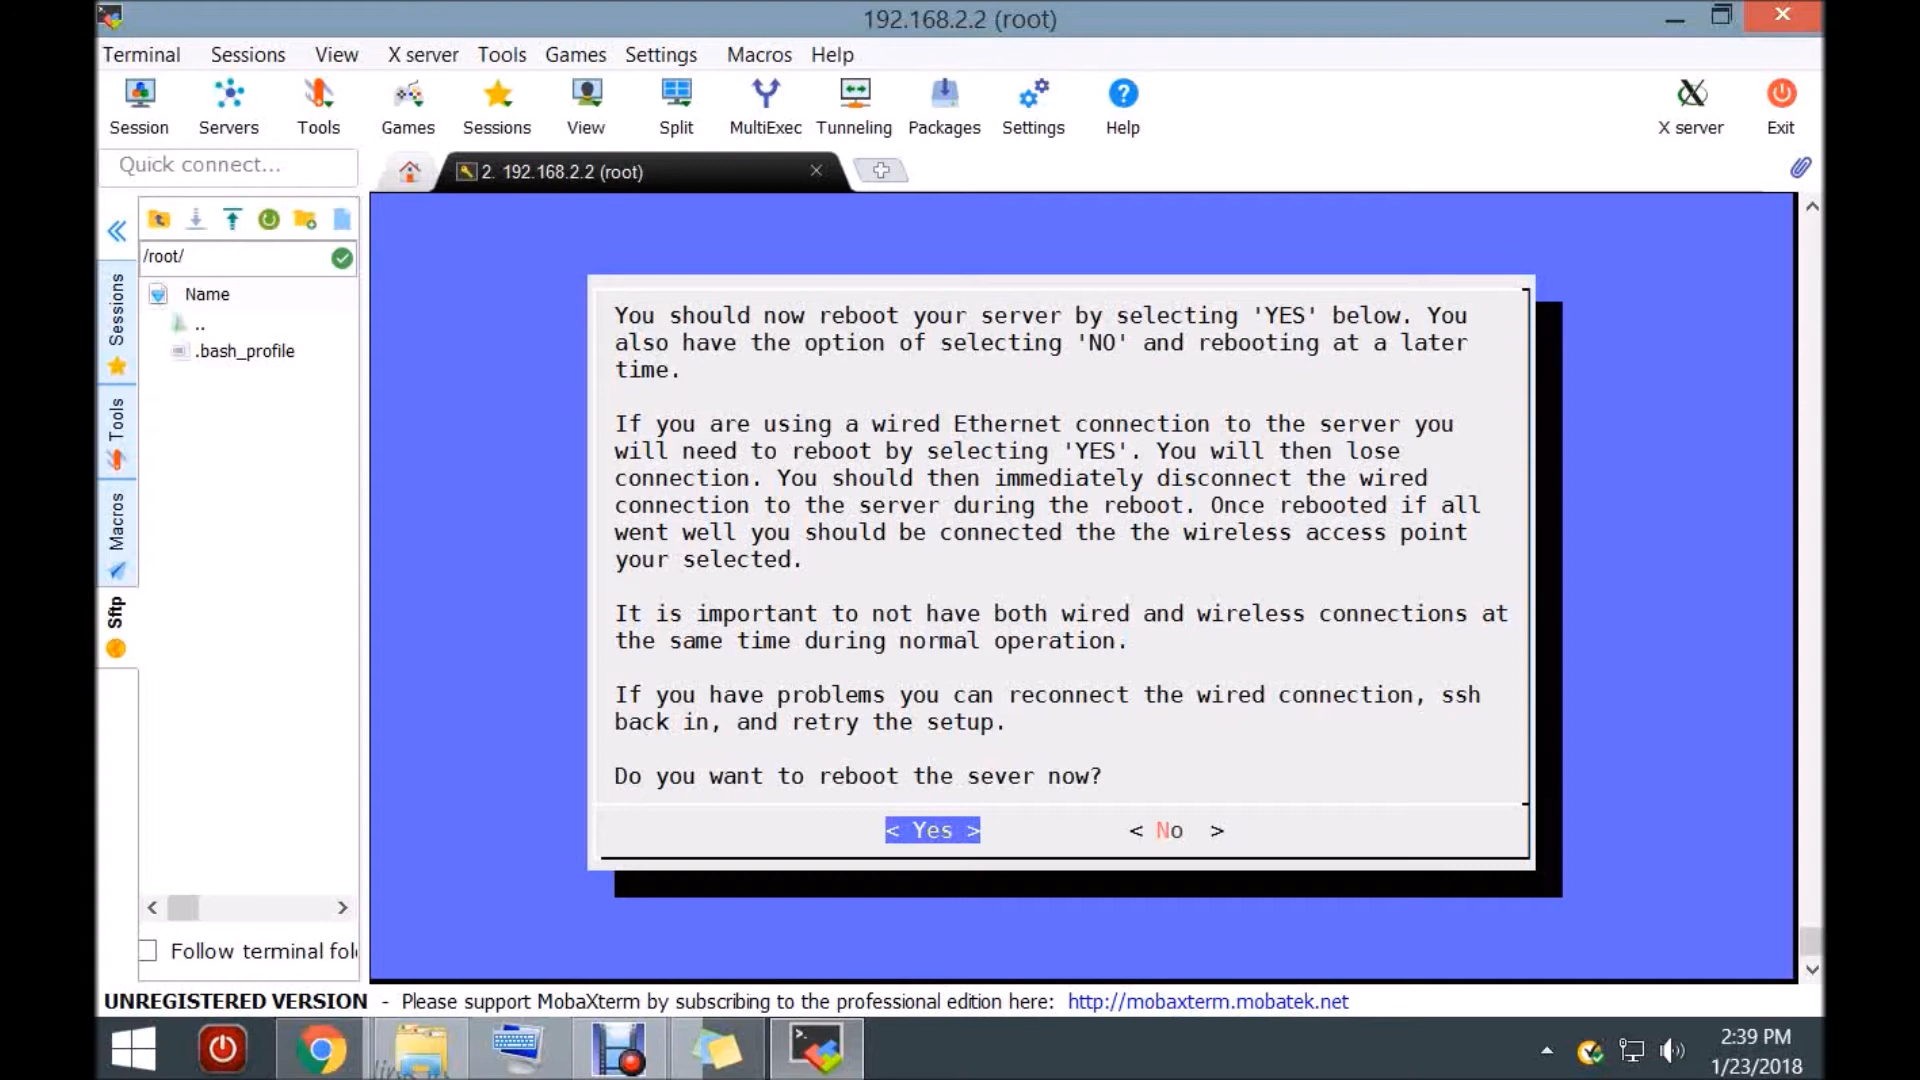 192.168.2.2 (root)
Terminal Sessions View X server Tools Games Settings Macros Help
Session Servers Tools Games Sessions View Split MultiExec Tunneling Packages Settings Help X server Exit
Quick connect...
2. 192.168.2.2 (root)
/root/
Name
..
.bash_profile
Sessions
Tools
Macros
Sftp
You should now reboot your server by selecting 'YES' below. You
also have the option of selecting 'NO' and rebooting at a later
time.
If you are using a wired Ethernet connection to the server you
will need to reboot by selecting 'YES'. You will then lose
connection. You should then immediately disconnect the wired
connection to the server during the reboot. Once rebooted if all
went well you should be connected the the wireless access point
your selected.
It is important to not have both wired and wireless connections at
the same time during normal operation.
If you have problems you can reconnect the wired connection, ssh
back in, and retry the setup.
Do you want to reboot the sever now?
< Yes > < No >
Follow terminal fol
UNREGISTERED VERSION - Please support MobaXterm by subscribing to the professional edition here: http://mobaxterm.mobatek.net
2:39 PM
1/23/2018